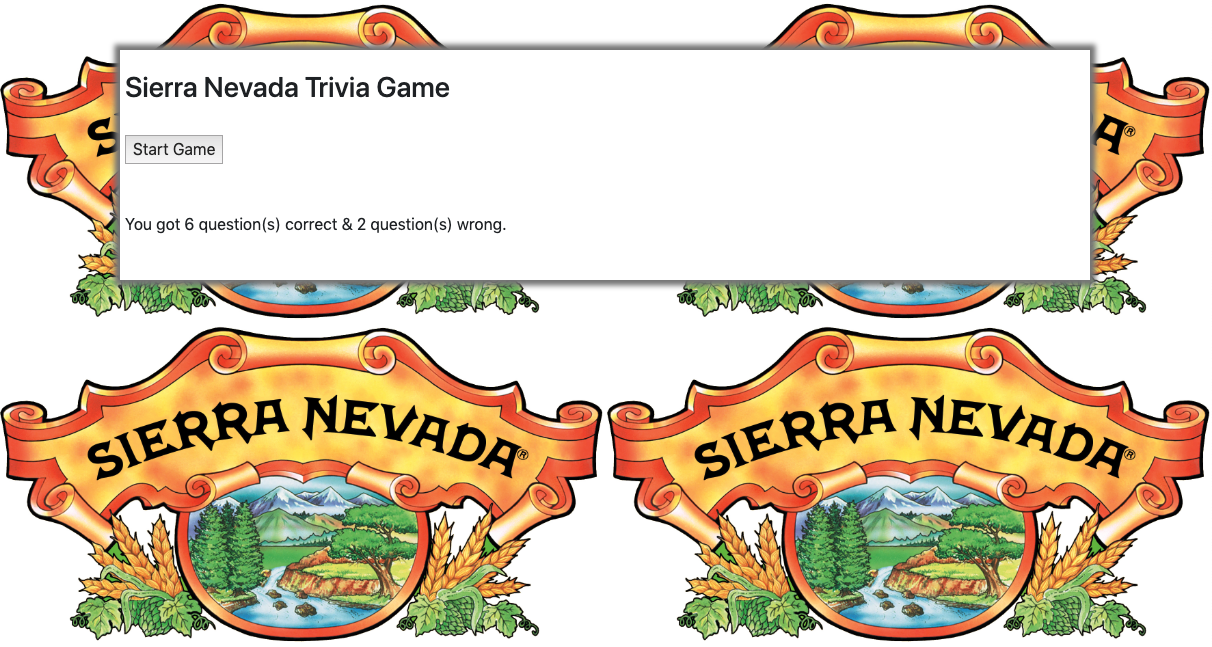 Sierra Nevada Trivia Game
Start Game
You got 6 question(s) correct & 2 question(s) wrong.
S
A®
SIERRA NEVADA®
SIERRA NEVADA®